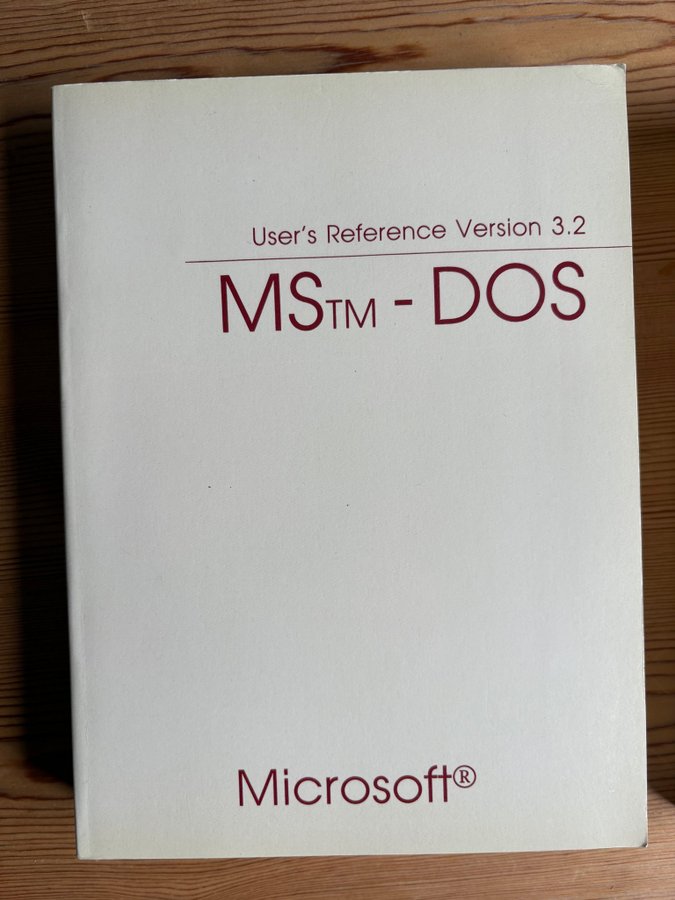 User's Reference Version 3.2
MSTM - DOS
Microsoft®